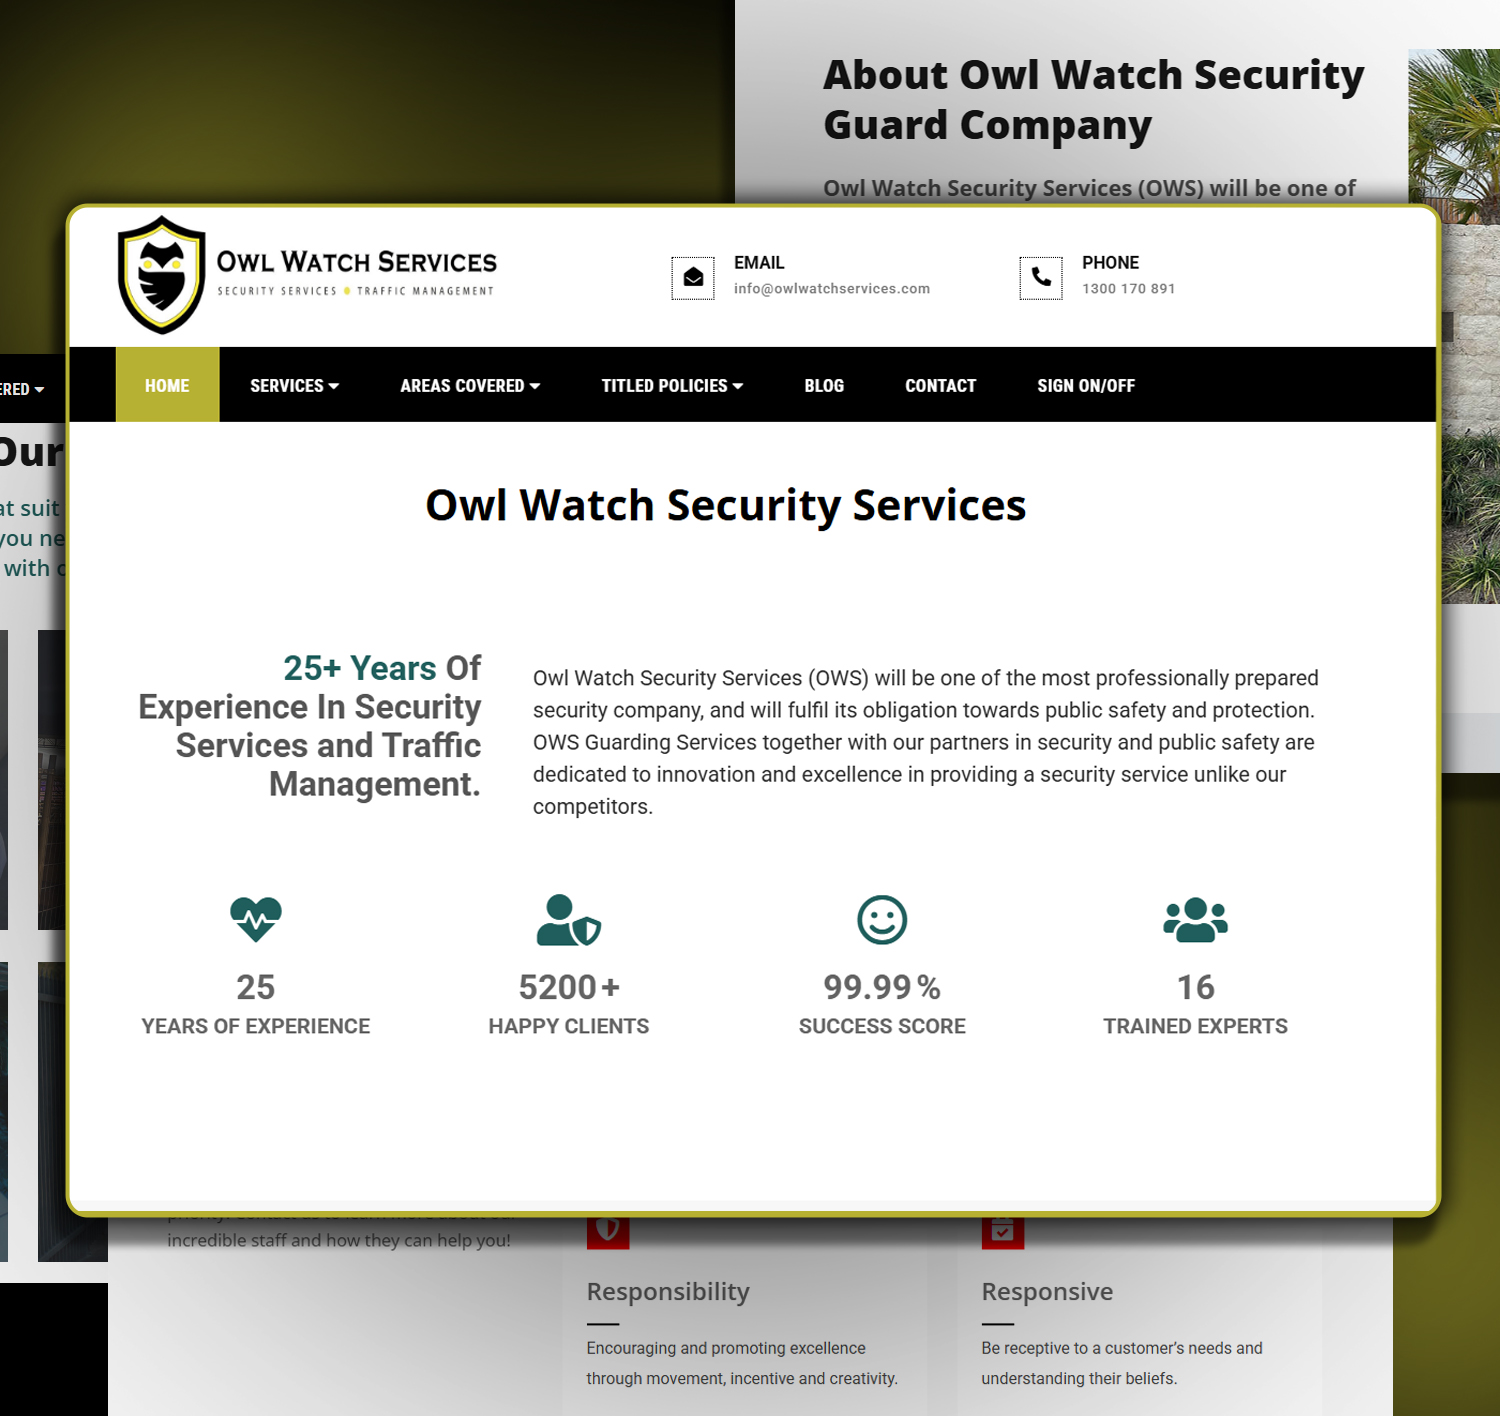 About Owl Watch Security
Guard Company
Owl Watch Security Services (OWS) will be one of
OWL WATCH SERVICES
SECURITY SERVICES • TRAFFIC MANAGEMENT
EMAIL
info@owlwatchservices.com
PHONE
1300 170 891
HOME
SERVICES
AREAS COVERED
TITLED POLICIES
BLOG
CONTACT
SIGN ON/OFF
ERED
Our
at suit
you ne
with
Owl Watch Security Services
25+ Years Of
Experience In Security
Services and Traffic
Management.
Owl Watch Security Services (OWS) will be one of the most professionally prepared
security company, and will fulfil its obligation towards public safety and protection.
OWS Guarding Services together with our partners in security and public safety are
dedicated to innovation and excellence in providing a security service unlike our
competitors.
25
YEARS OF EXPERIENCE
5200+
HAPPY CLIENTS
99.99%
SUCCESS SCORE
16
TRAINED EXPERTS
incredible staff and how they can help you!
Responsibility
Encouraging and promoting excellence
through movement, incentive and creativity.
Responsive
Be receptive to a customer’s needs and
understanding their beliefs.